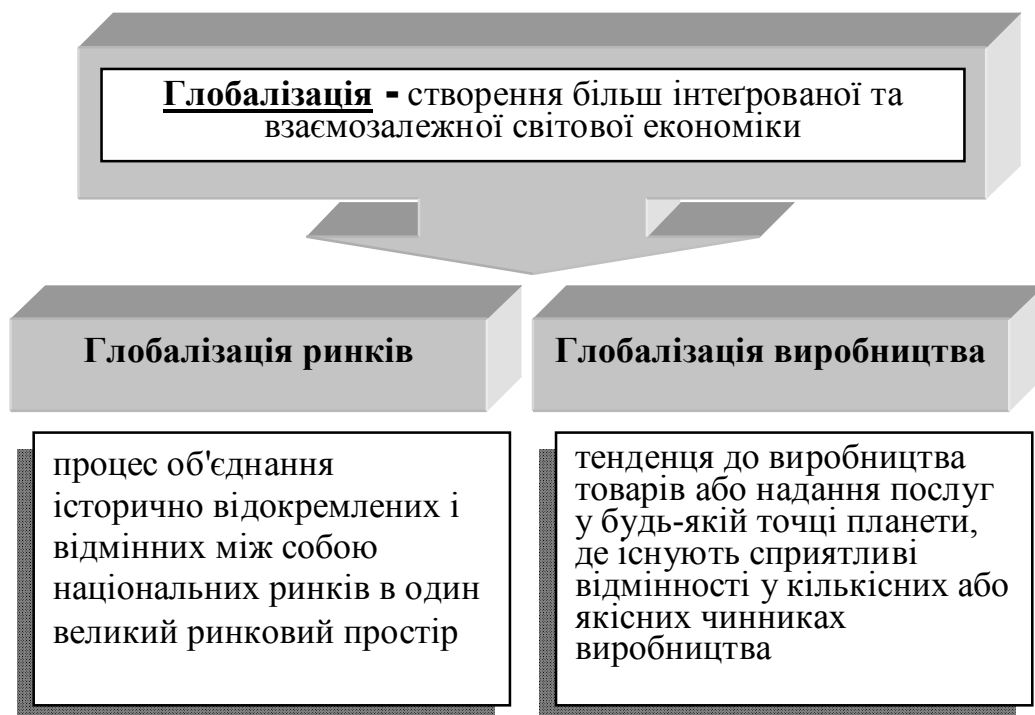 Глобалізація - створення більш інтеґрованої та
взаємозалежної світової економіки
Глобалізація ринків
Глобалізація виробництва
процес об'єднання
історично відокремлених і
відмінних між собою
національних ринків в один
великий ринковий простір
тенденця до виробництва
товарів або надання послуг
у будь-якій точці планети,
де існують сприятливі
відмінності у кількісних або
якісних чинниках
виробництва